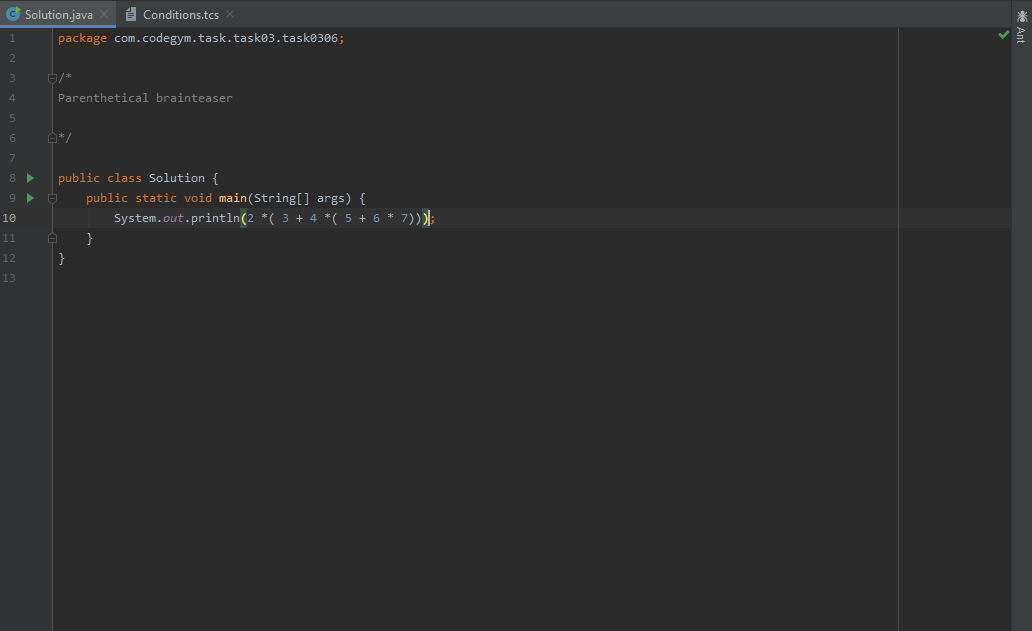 Solution.java Conditions.tcs
Ant
1 package com.codegym.task.task03.task0306;
2
3 /*
4 Parenthetical brainteaser
5
6 */
7
8 public class Solution {
9 public static void main(String[] args) {
10 System.out.println(2 *( 3 + 4 *( 5 + 6 * 7)));
11 }
12 }
13